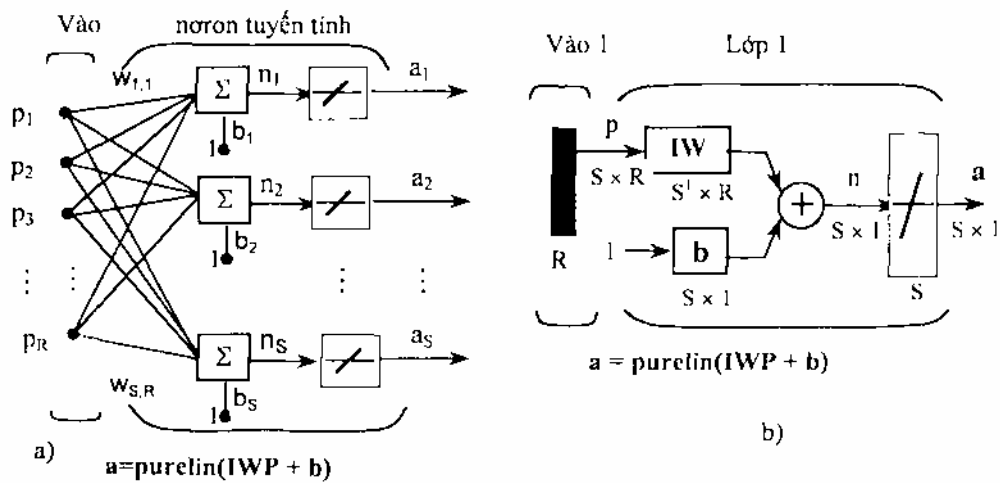 Vào
nơron tuyến tính
w1,1
p1
p2
p3
⋮ ⋮
pR
wS,R
Σ
n1
a1
b1
1
Σ
n2
a2
b2
1
⋮ ⋮
Σ
nS
aS
bS
1
a)
a=purelin(IWP + b)
Vào 1
Lớp 1
p
S × R
IW
S¹ × R
R
1
b
S × 1
+
n
S × 1
S
a
S × 1
a = purelin(IWP + b)
b)